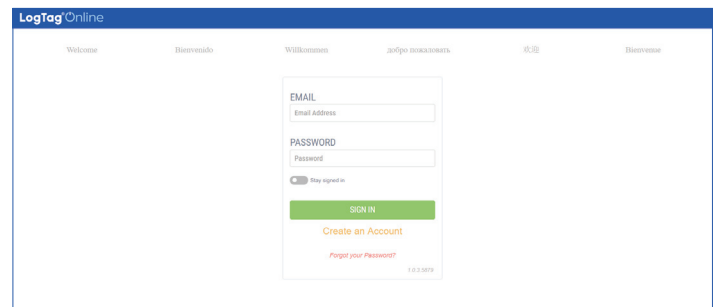 LogTag Online
Welcome Bienvenido Willkommen добро пожаловать 欢迎 Bienvenue
EMAIL
Email Address
PASSWORD
Password
Stay signed in
SIGN IN
Create an Account
Forgot your Password?